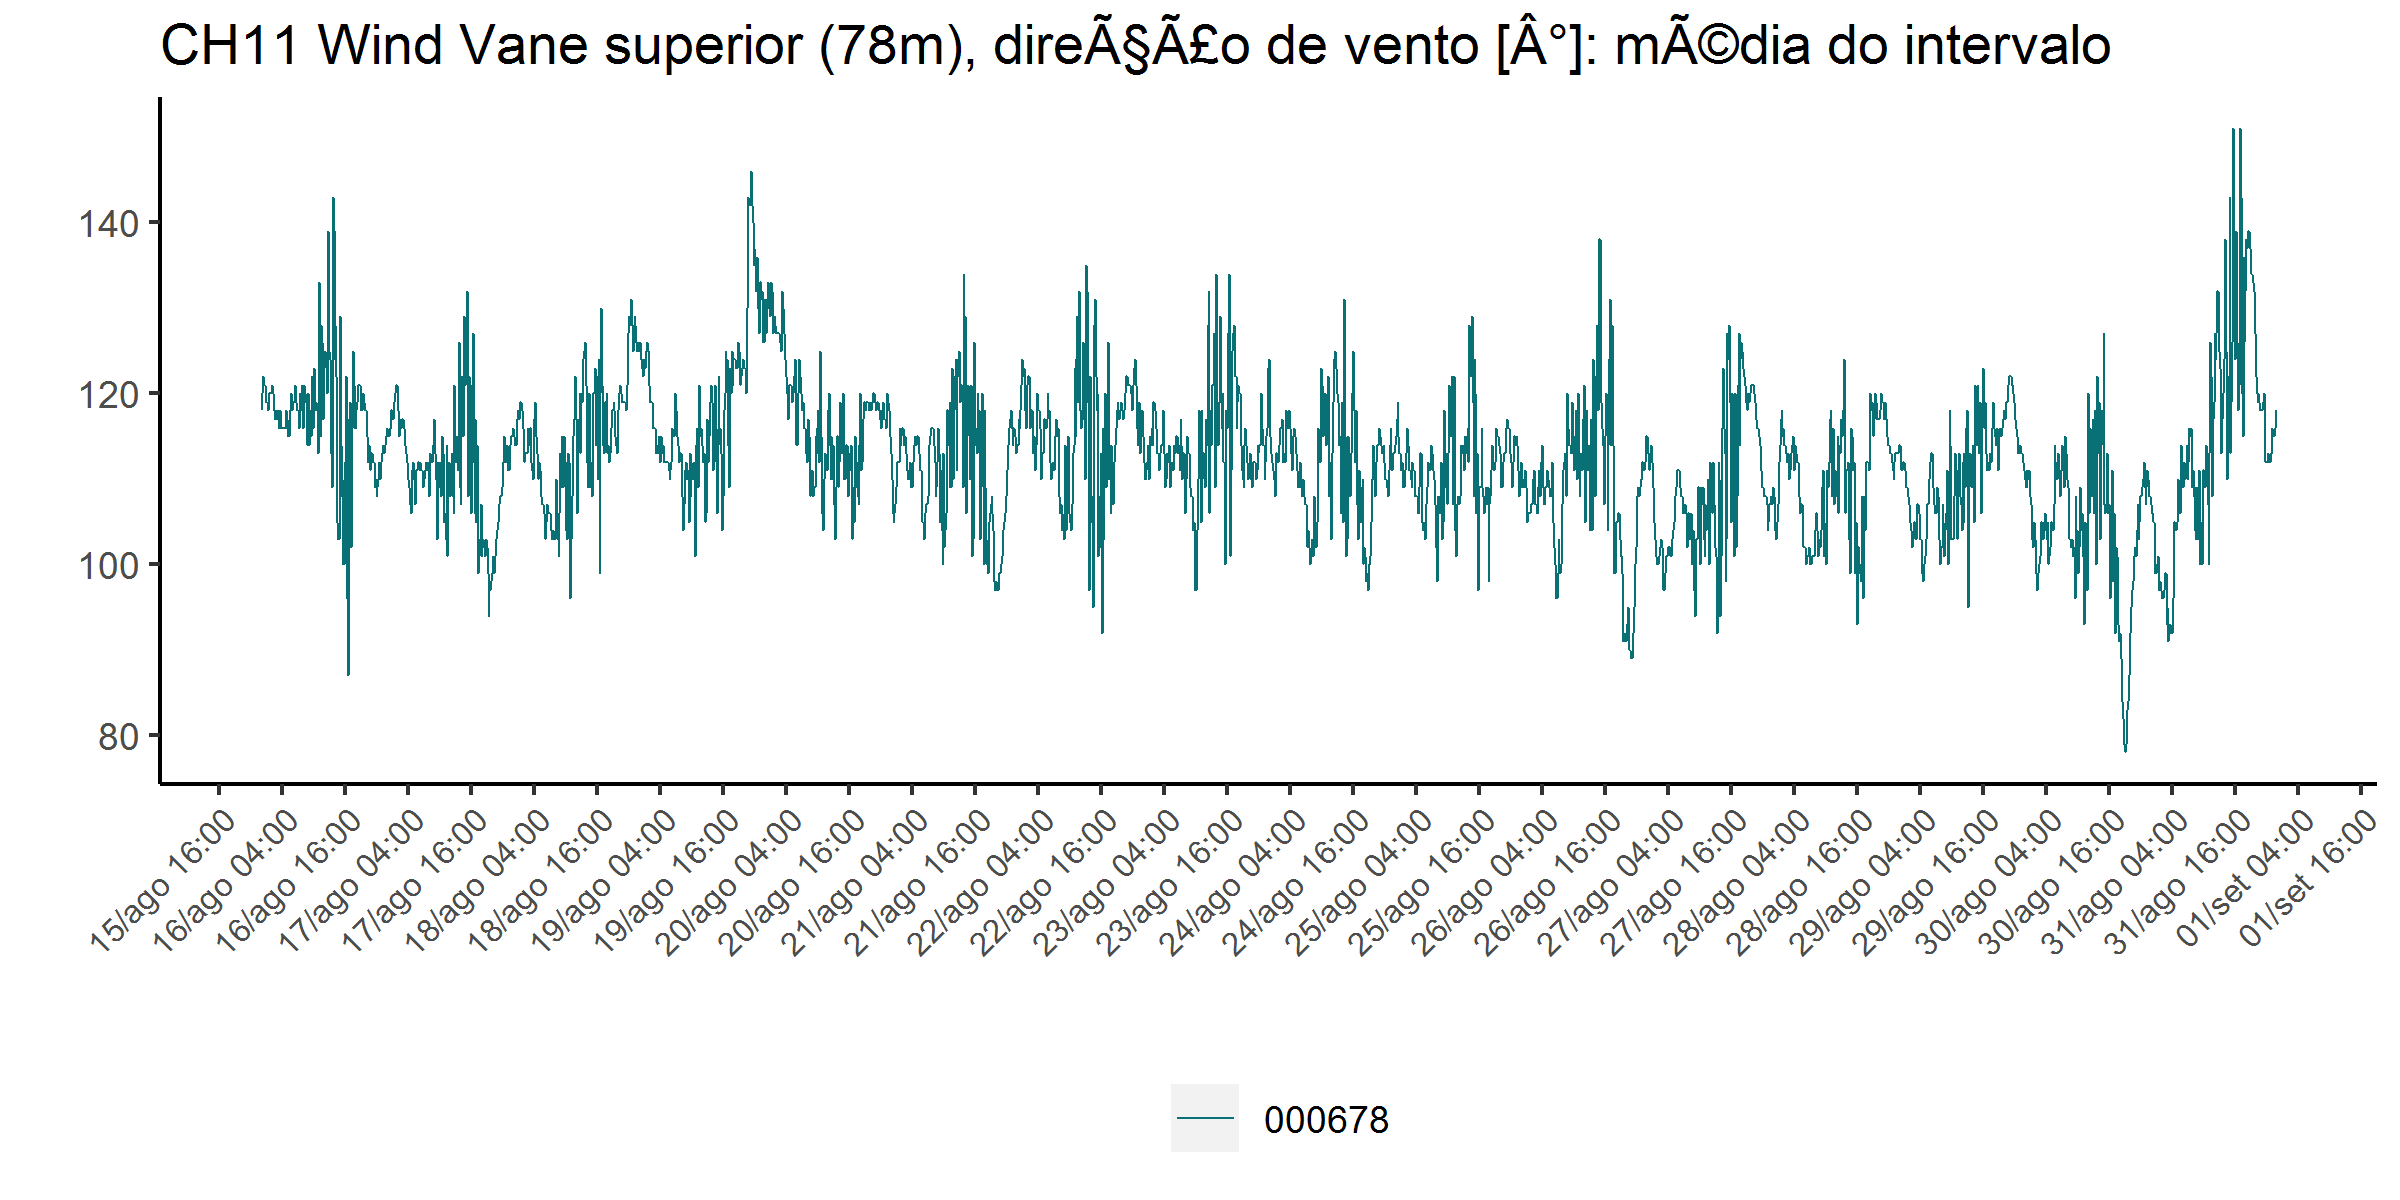 CH11 Wind Vane superior (78m), direÃ§Ã£o de vento [Â°]: mÃ©dia do intervalo
140
120
100
80
15/ago 16:00
16/ago 04:00
16/ago 16:00
17/ago 04:00
17/ago 16:00
18/ago 04:00
18/ago 16:00
19/ago 04:00
19/ago 16:00
20/ago 04:00
20/ago 16:00
21/ago 04:00
21/ago 16:00
22/ago 04:00
22/ago 16:00
23/ago 04:00
23/ago 16:00
24/ago 04:00
24/ago 16:00
25/ago 04:00
25/ago 16:00
26/ago 04:00
26/ago 16:00
27/ago 04:00
27/ago 16:00
28/ago 04:00
28/ago 16:00
29/ago 04:00
29/ago 16:00
30/ago 04:00
30/ago 16:00
31/ago 04:00
31/ago 16:00
01/set 04:00
01/set 16:00
000678